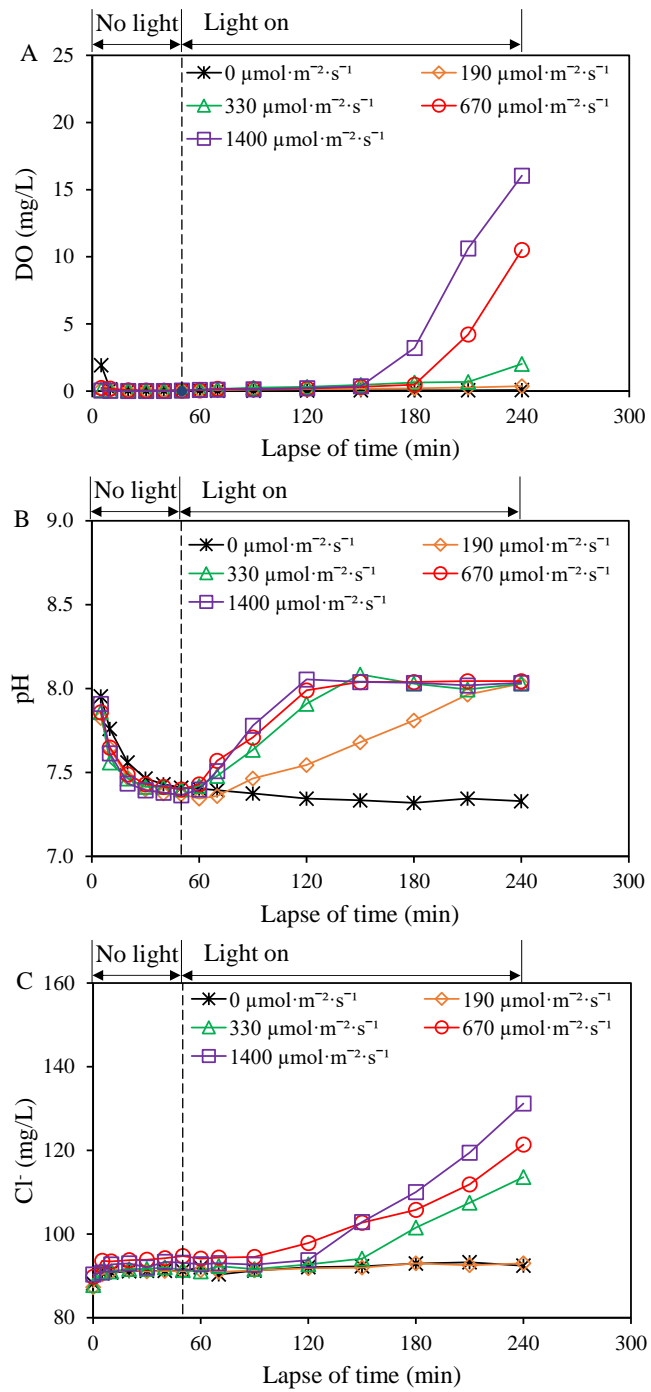 No light Light on
A
25
0 µmol·m⁻²·s⁻¹ 190 µmol·m⁻²·s⁻¹
330 µmol·m⁻²·s⁻¹ 670 µmol·m⁻²·s⁻¹
1400 µmol·m⁻²·s⁻¹
20
15
10
5
0
DO (mg/L)
0 60 120 180 240 300
Lapse of time (min)
No light Light on
B
9.0
0 µmol·m⁻²·s⁻¹ 190 µmol·m⁻²·s⁻¹
330 µmol·m⁻²·s⁻¹ 670 µmol·m⁻²·s⁻¹
1400 µmol·m⁻²·s⁻¹
8.5
8.0
7.5
7.0
pH
0 60 120 180 240 300
Lapse of time (min)
No light Light on
C
160
0 µmol·m⁻²·s⁻¹ 190 µmol·m⁻²·s⁻¹
330 µmol·m⁻²·s⁻¹ 670 µmol·m⁻²·s⁻¹
1400 µmol·m⁻²·s⁻¹
140
120
100
80
Cl⁻ (mg/L)
0 60 120 180 240 300
Lapse of time (min)